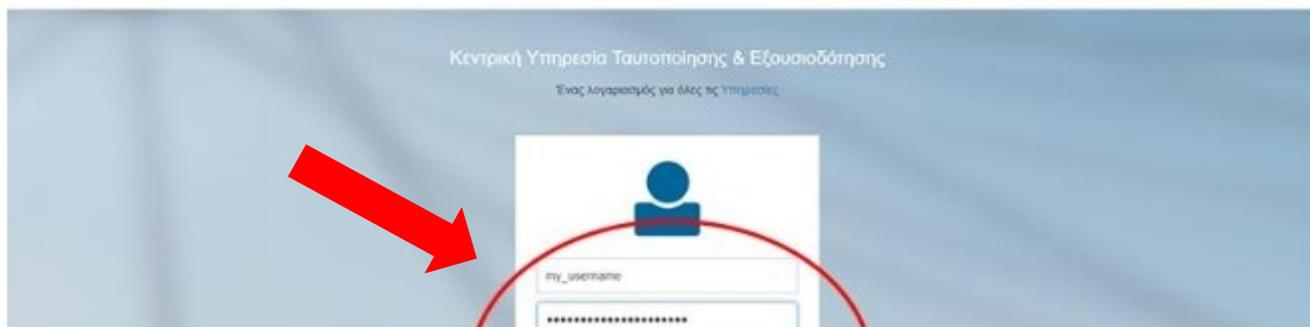 Κεντρική Υπηρεσία Ταυτοποίησης & Εξουσιοδότησης
Ένας λογαριασμός για όλες τις Υπηρεσίες
my_username
•••••••••••••••••••••